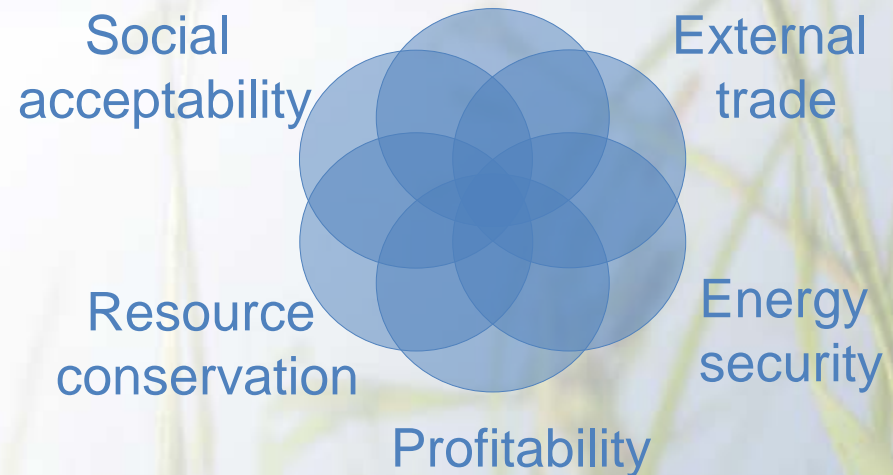 Social
acceptability
External
trade
Resource
conservation
Energy
security
Profitability